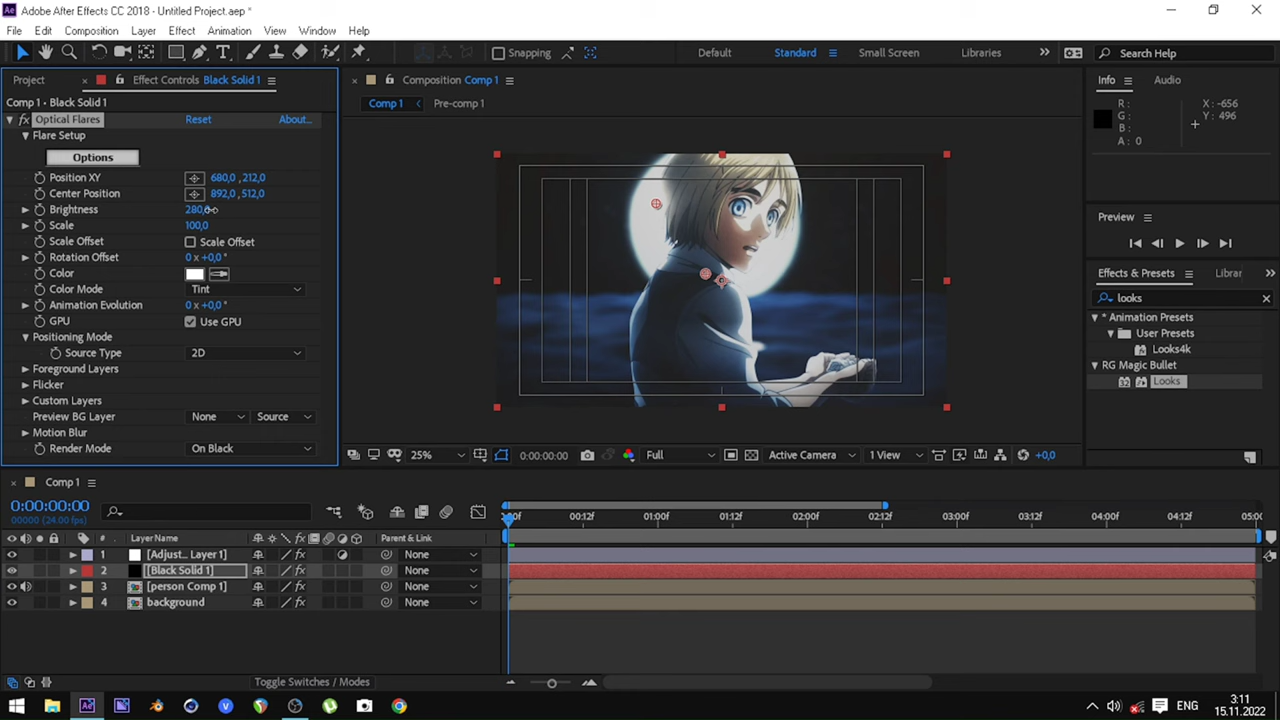 Adobe After Effects CC 2018 - Untitled Project.aep *
File Edit Composition Layer Effect Animation View Window Help
Snapping Default Standard Small Screen Libraries Search Help
Project Effect Controls Black Solid 1 Composition Comp 1 Info Audio
Comp 1 • Black Solid 1
Comp 1 Pre-comp 1
R : X : -656
G : Y : 496
B :
A : 0
fx Optical Flares Reset About...
Flare Setup
Options
Position XY 680,0 , 212,0
Center Position 892,0 , 512,0
Brightness 280,0
Scale 100,0
Scale Offset Scale Offset
Rotation Offset 0 x +0,0 °
Color
Color Mode Tint
Animation Evolution 0 x +0,0 °
GPU Use GPU
Positioning Mode
Source Type 2D
Foreground Layers
Flicker
Custom Layers
Preview BG Layer None Source
Motion Blur
Render Mode On Black
Preview
Effects & Presets Librar
looks
* Animation Presets
User Presets
Looks4k
RG Magic Bullet
Looks
25% 0:00:00:00 Full Active Camera 1 View +0,0
Comp 1
0:00:00:00
00000 (24.00 fps)
:00f 00:12f 01:00f 01:12f 02:00f 02:12f 03:00f 03:12f 04:00f 04:12f 05:00
# Layer Name Parent & Link
1 [Adjust... Layer 1] None
2 [Black Solid 1] None
3 [person Comp 1] None
4 background None
Toggle Switches / Modes
ENG 3:11
15.11.2022